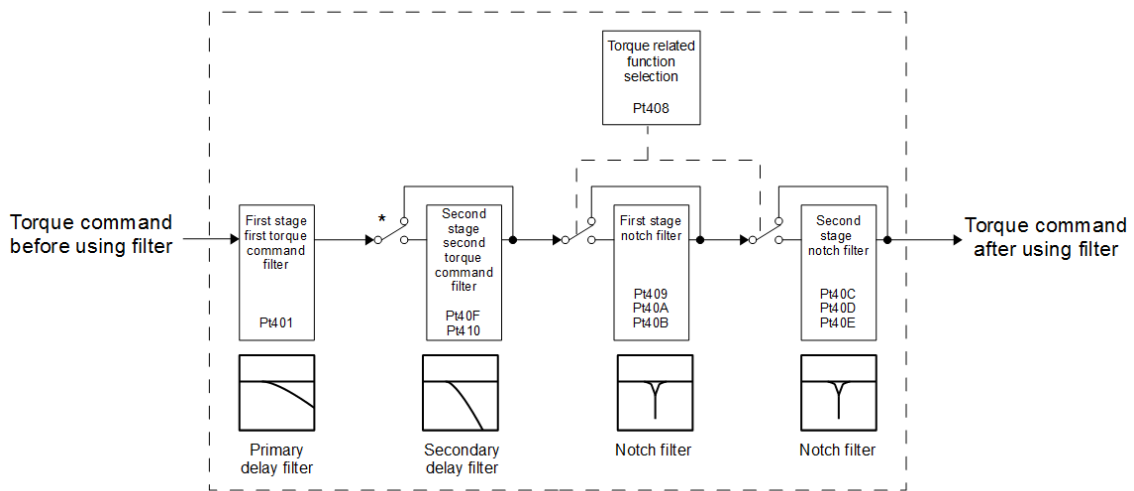 Torque related
function
selection
Pt408
Torque command
before using filter
First stage
first torque
command
filter
Pt401
*
Second
stage
second
torque
command
filter
Pt40F
Pt410
First stage
notch filter
Pt409
Pt40A
Pt40B
Second
stage
notch filter
Pt40C
Pt40D
Pt40E
Torque command
after using filter
Primary
delay filter
Secondary
delay filter
Notch filter
Notch filter